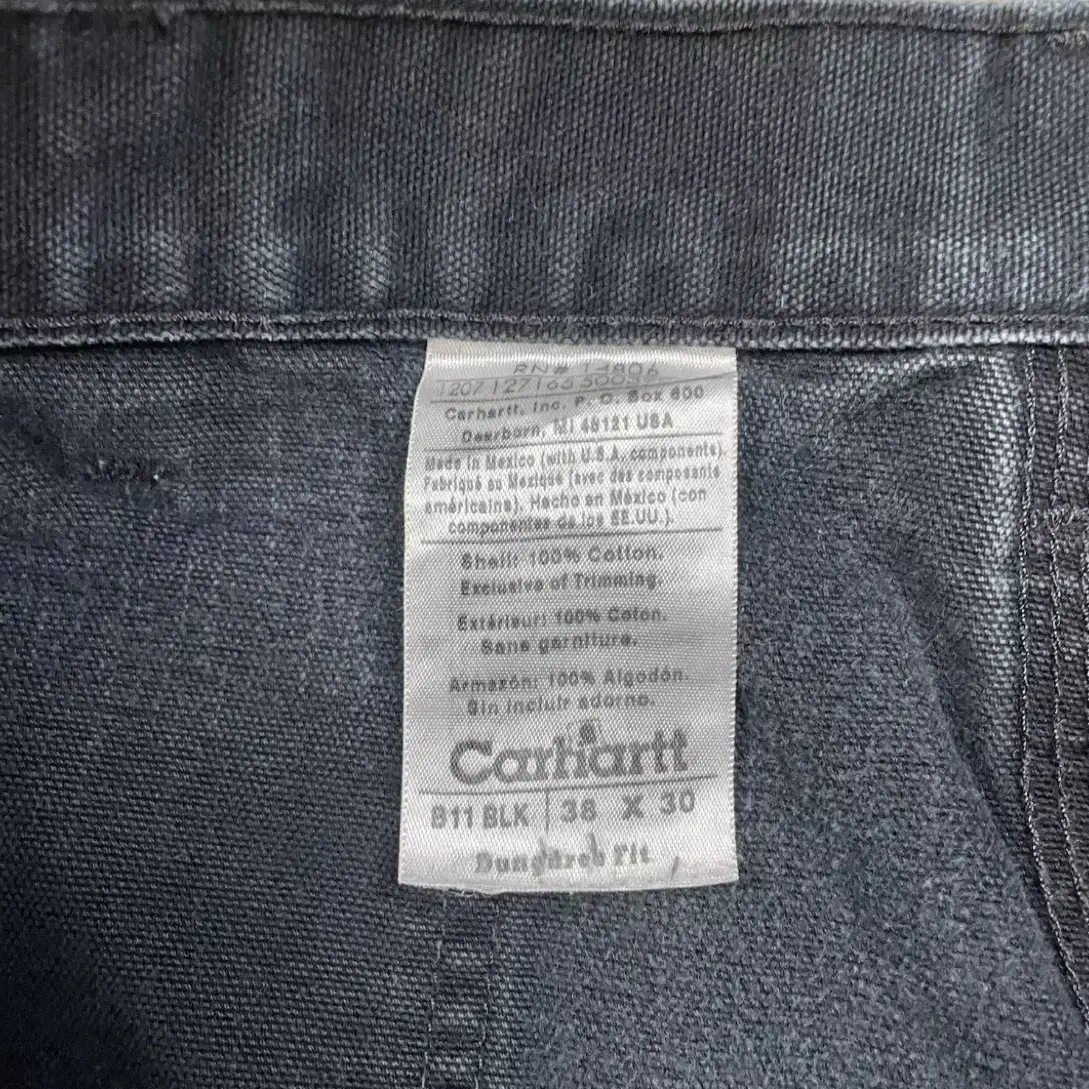 RN# 14806
Carhartt, Inc. P. O. Box 600
Dearborn, MI 48121 USA
Made in Mexico (with U.S.A. components).
Fabriqué au Mexique (avec des composants
américains). Hecho en México (con
componentes de los EE.UU.).
Shell: 100% Cotton.
Exclusive of Trimming.
Extérieur: 100% Coton.
Sans garniture.
Armazón: 100% Algodón.
Sin incluir adorno.
Carhartt
B11 BLK 38 X 30
Dungaree Fit